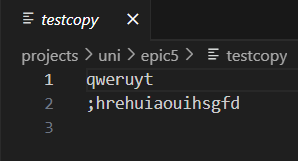 testcopy
projects > uni > epic5 > testcopy
1 qweruyt
2 ;hrehuiaouihsgfd
3